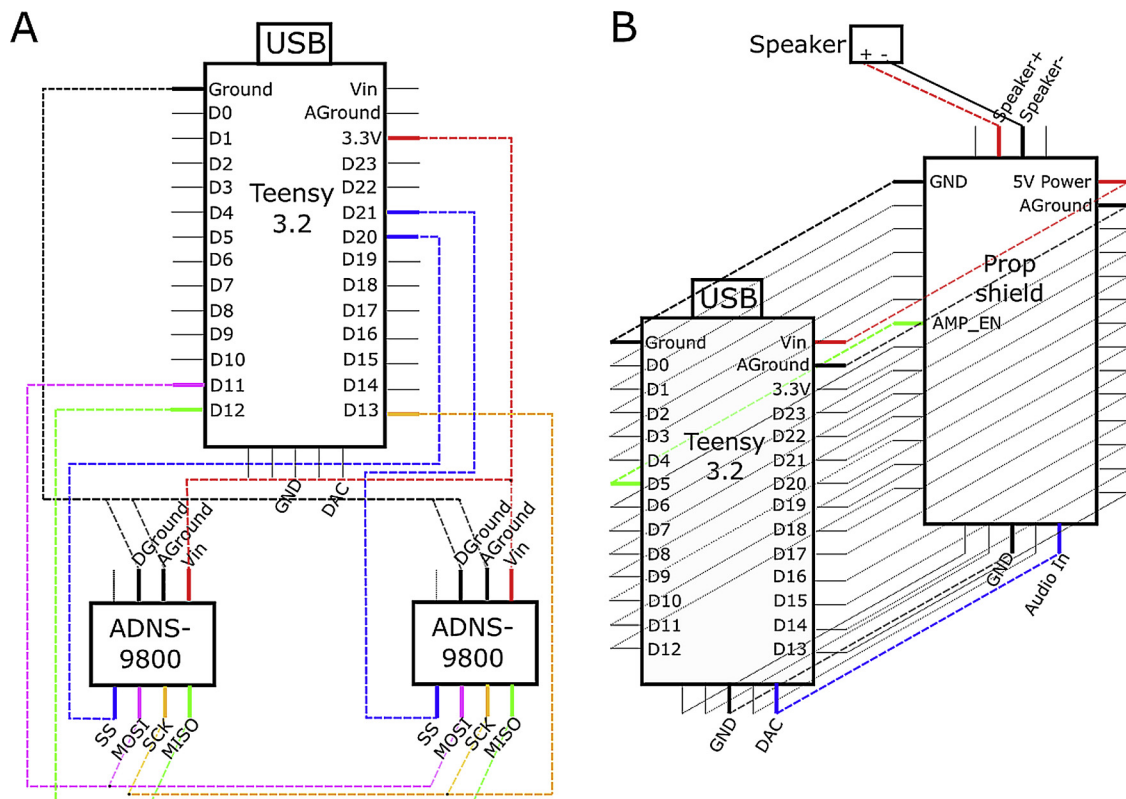 A
USB
Ground
D0
D1
D2
D3
D4
D5
D6
D7
D8
D9
D10
D11
D12
Teensy
3.2
Vin
AGround
3.3V
D23
D22
D21
D20
D19
D18
D17
D16
D15
D14
D13
GND
DAC
DGround
AGround
Vin
ADNS-
9800
SS
MOSI
SCK
MISO
DGround
AGround
Vin
ADNS-
9800
SS
MOSI
SCK
MISO
B
Speaker
+ -
Speaker+
Speaker-
GND
5V Power
AGround
Prop
shield
AMP_EN
GND
Audio In
USB
Ground
D0
D1
D2
D3
D4
D5
D6
D7
D8
D9
D10
D11
D12
Teensy
3.2
Vin
AGround
3.3V
D23
D22
D21
D20
D19
D18
D17
D16
D15
D14
D13
GND
DAC